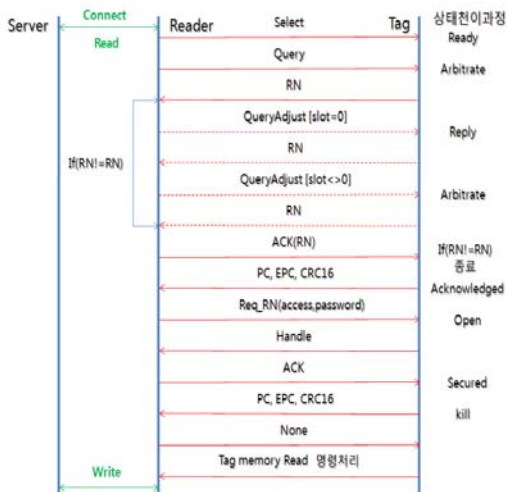 Server
Connect
Read
Reader
Select
Tag
상태천이과정
Ready
Query
Arbitrate
RN
QueryAdjust [slot=0]
Reply
RN
If(RN!=RN)
QueryAdjust [slot<>0]
Arbitrate
RN
ACK(RN)
If(RN!=RN)
종료
PC, EPC, CRC16
Acknowledged
Req_RN(access,password)
Open
Handle
ACK
Secured
PC, EPC, CRC16
kill
None
Tag memory Read 명령처리
Write